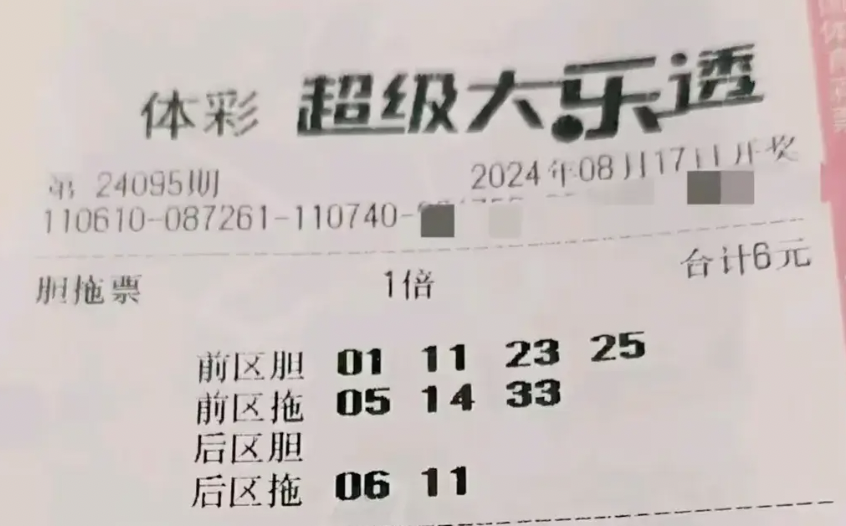 体彩 超级大乐透
第 24095期 2024年08月17日开奖
110610-087261-110740-
胆拖票 1倍 合计6元
前区胆 01 11 23 25
前区拖 05 14 33
后区胆
后区拖 06 11